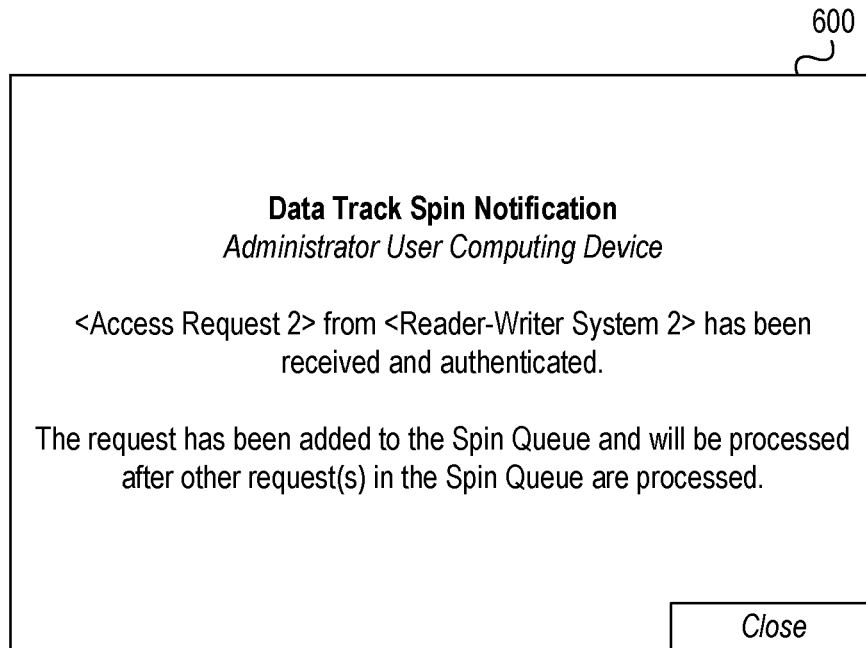 600
Data Track Spin Notification
Administrator User Computing Device
<Access Request 2> from <Reader-Writer System 2> has been
received and authenticated.
The request has been added to the Spin Queue and will be processed
after other request(s) in the Spin Queue are processed.
Close